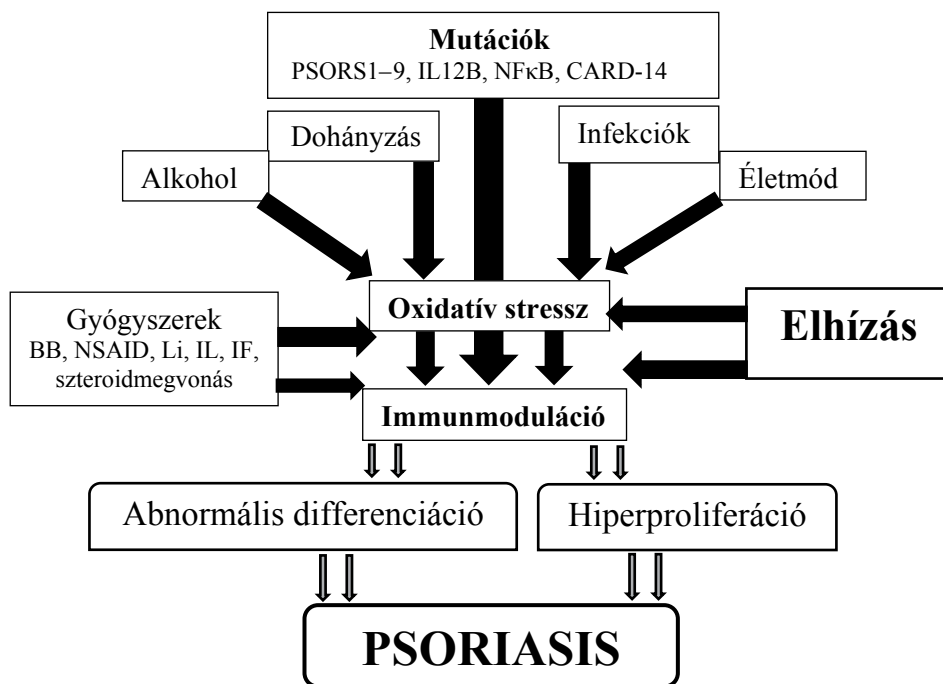 Mutációk
PSORS1–9, IL12B, NFκB, CARD-14
Dohányzás
Infekciók
Alkohol
Életmód
Oxidatív stressz
Gyógyszerek
BB, NSAID, Li, IL, IF,
szteroidmegvonás
Elhízás
Immunmoduláció
Abnormális differenciáció
Hiperproliferáció
PSORIASIS